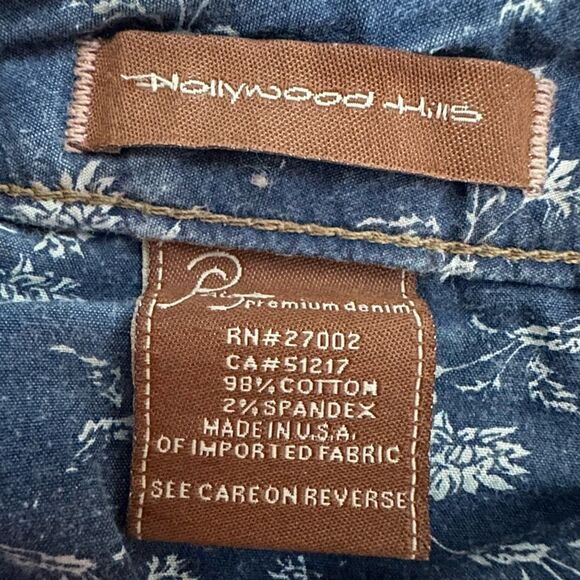 Hollywood Hills
premium denim
RN#27002
CA#51217
98% COTTON
2% SPANDEX
MADE IN U.S.A.
OF IMPORTED FABRIC
SEE CARE ON REVERSE